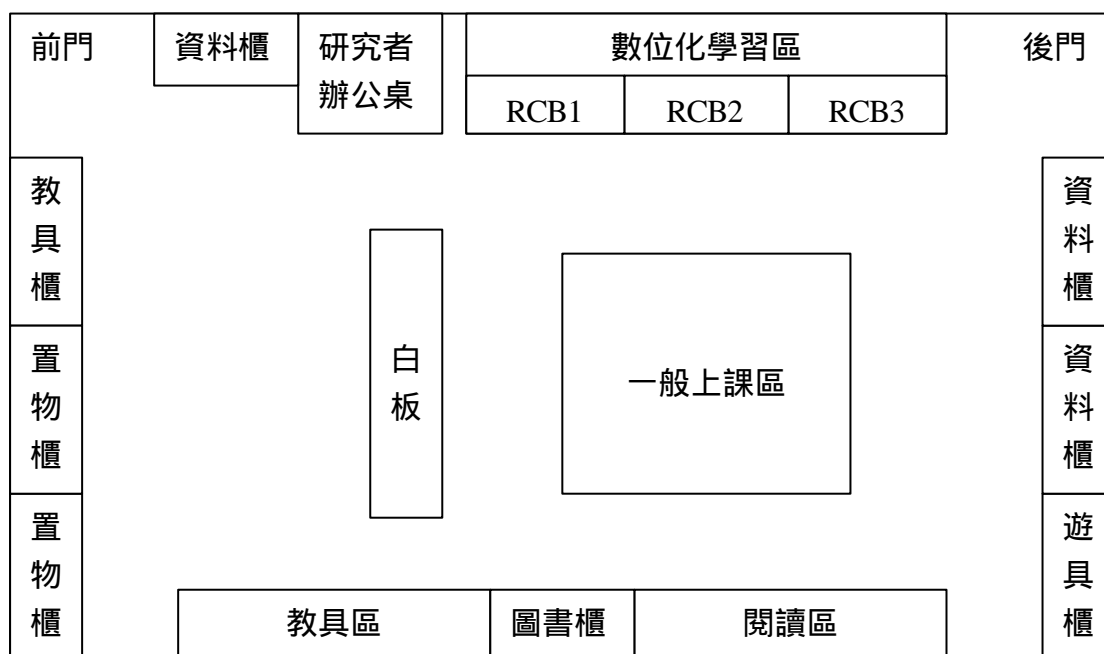 前門
資料櫃
研究者
辦公桌
數位化學習區
後門
RCB1
RCB2
RCB3
教具櫃
資料櫃
白板
一般上課區
置物櫃
資料櫃
置物櫃
遊具櫃
教具區
圖書櫃
閱讀區